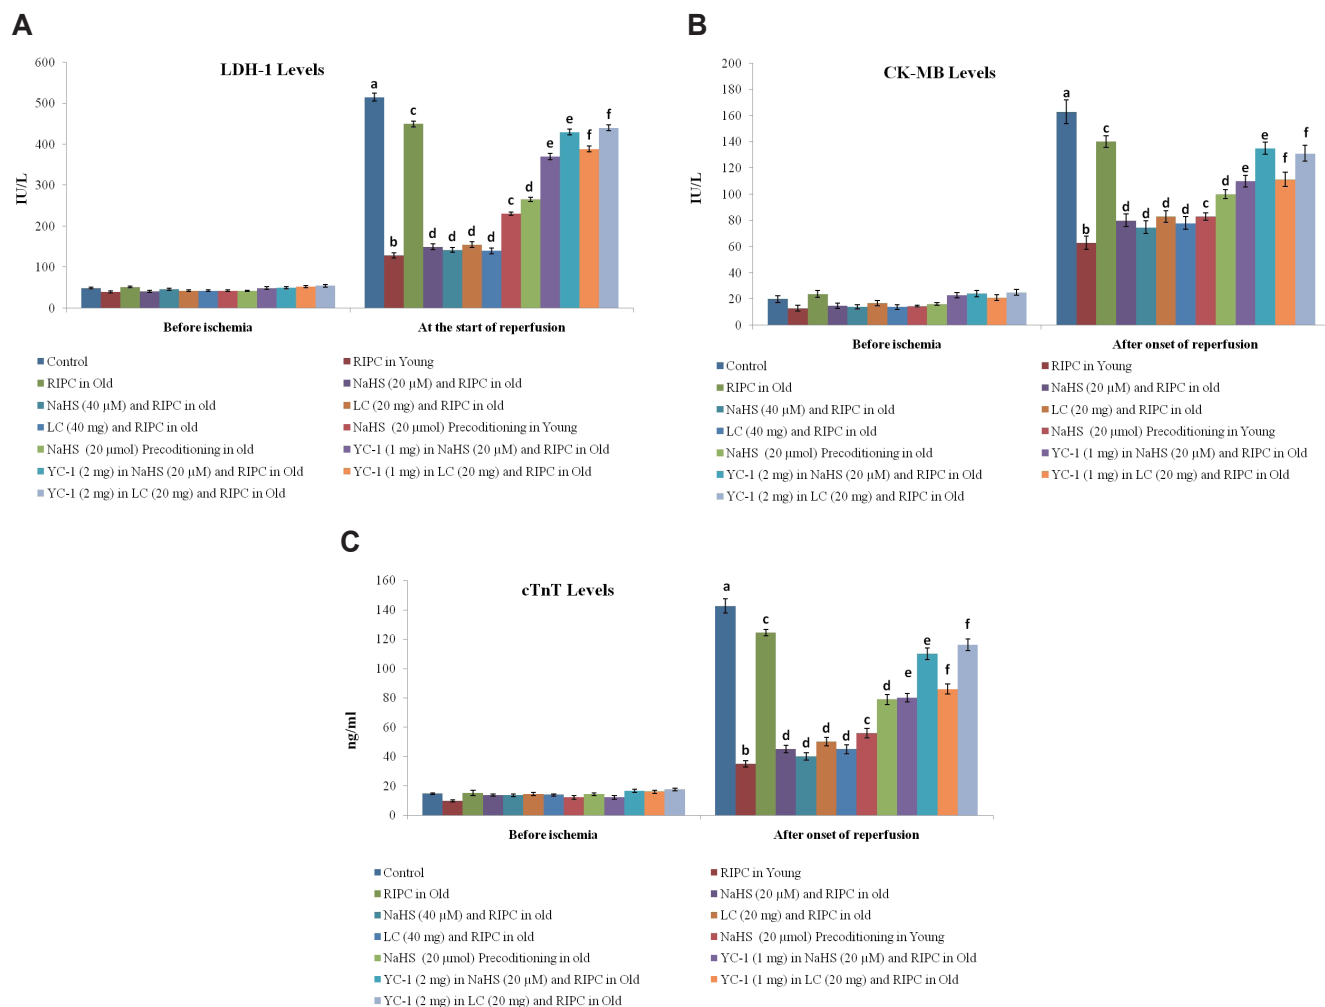 A
LDH-1 Levels
600
500
400
300
200
100
0
IU/L
a
b
c
d
d
d
d
c
d
e
e
f
f
Before ischemia
At the start of reperfusion
Control
RIPC in Young
RIPC in Old
NaHS (20 µM) and RIPC in old
NaHS (40 µM) and RIPC in old
LC (20 mg) and RIPC in old
LC (40 mg) and RIPC in old
NaHS (20 µmol) Precoditioning in Young
NaHS (20 µmol) Precoditioning in old
YC-1 (1 mg) in NaHS (20 µM) and RIPC in Old
YC-1 (2 mg) in NaHS (20 µM) and RIPC in Old
YC-1 (1 mg) in LC (20 mg) and RIPC in Old
YC-1 (2 mg) in LC (20 mg) and RIPC in Old
B
CK-MB Levels
200
180
160
140
120
100
80
60
40
20
0
IU/L
a
b
c
d
d
d
d
c
d
e
e
f
f
Before ischemia
After onset of reperfusion
Control
RIPC in Young
RIPC in Old
NaHS (20 µM) and RIPC in old
NaHS (40 µM) and RIPC in old
LC (20 mg) and RIPC in old
LC (40 mg) and RIPC in old
NaHS (20 µmol) Precoditioning in Young
NaHS (20 µmol) Precoditioning in old
YC-1 (1 mg) in NaHS (20 µM) and RIPC in Old
YC-1 (2 mg) in NaHS (20 µM) and RIPC in Old
YC-1 (1 mg) in LC (20 mg) and RIPC in Old
YC-1 (2 mg) in LC (20 mg) and RIPC in Old
C
cTnT Levels
160
140
120
100
80
60
40
20
0
ng/ml
a
b
c
d
d
d
d
c
d
e
e
f
f
Before ischemia
After onset of reperfusion
Control
RIPC in Young
RIPC in Old
NaHS (20 µM) and RIPC in old
NaHS (40 µM) and RIPC in old
LC (20 mg) and RIPC in old
LC (40 mg) and RIPC in old
NaHS (20 µmol) Precoditioning in Young
NaHS (20 µmol) Precoditioning in old
YC-1 (1 mg) in NaHS (20 µM) and RIPC in Old
YC-1 (2 mg) in NaHS (20 µM) and RIPC in Old
YC-1 (1 mg) in LC (20 mg) and RIPC in Old
YC-1 (2 mg) in LC (20 mg) and RIPC in Old